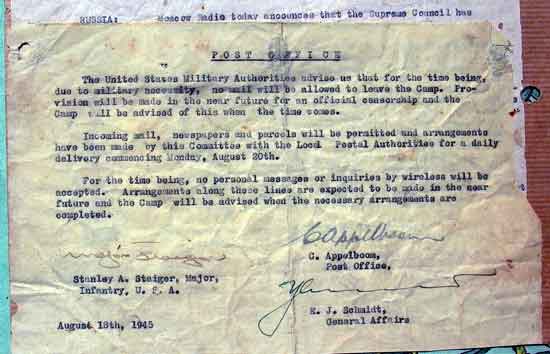 RUSSIA: Moscow Radio today anounces that the Supreme Council has
POST OFFICE
The United States Military Authorities advise us that for the time being,
due to military necessity, no mail will be allowed to leave the Camp. Pro-
vision will be made in the near future for an official censorship and the
Camp will be advised of this when the time comes.
Incoming mail, newspapers and parcels will be permitted and arrangements
have been made by this Committee with the Local Postal Authorities for a daily
delivery commencing Monday, August 20th.
For the time being, no personal messages or inquiries by wireless will be
accepted. Arrangements along these lines are expected to be made in the near
future and the Camp will be advised when the necessary arrangements are
completed.
Major Staiger
CAppelboom
Stanley A. Staiger, Major,
Infantry, U. S. A.
C. Appelboom,
Post Office,
August 18th, 1945
E. J. Schmidt,
General Affairs